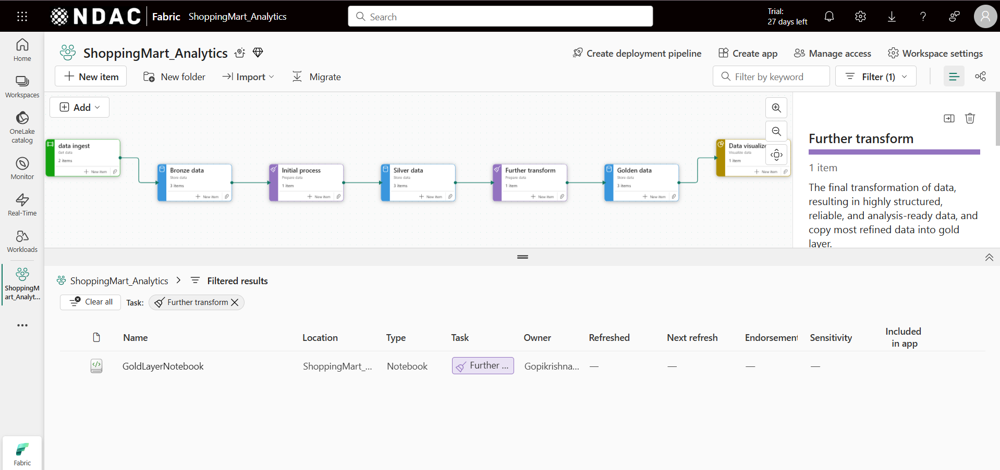 NDAC
Fabric
ShoppingMart_Analytics
Search
Trial:
27 days left
Home
Workspaces
OneLake
catalog
Monitor
Real-Time
Workloads
ShoppingM
art_Analyt...
Fabric
ShoppingMart_Analytics
Create deployment pipeline
Create app
Manage access
Workspace settings
New item
New folder
Import
Migrate
Filter by keyword
Filter (1)
Add
data ingest
Get data
2 items
New item
Bronze data
Store data
3 items
New item
Initial process
Prepare data
1 item
New item
Silver data
Store data
3 items
New item
Further transform
Prepare data
1 item
New item
Golden data
Store data
3 items
New item
Data visualize
Visualize data
1 item
New item
Further transform
1 item
The final transformation of data,
resulting in highly structured,
reliable, and analysis-ready data, and
copy most refined data into gold
layer.
ShoppingMart_Analytics > Filtered results
Clear all
Task:
Further transform
Name Location Type Task Owner Refreshed Next refresh Endorsement Sensitivity Included in app
GoldLayerNotebook ShoppingMart_... Notebook Further ... Gopikrishna... — — — —